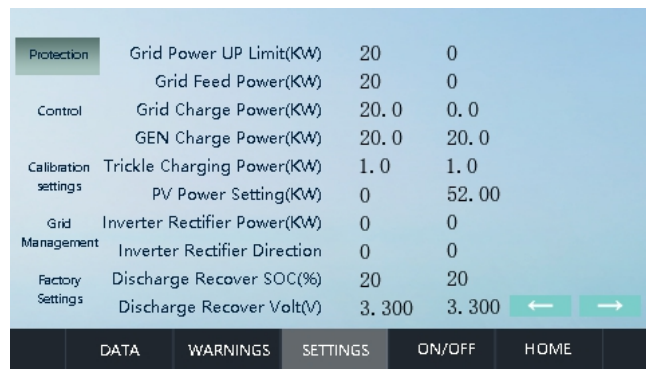 Protection
Control
Calibration
settings
Grid
Management
Factory
Settings
Grid Power UP Limit(KW) 20 0
Grid Feed Power(KW) 20 0
Grid Charge Power(KW) 20.0 0.0
GEN Charge Power(KW) 20.0 20.0
Trickle Charging Power(KW) 1.0 1.0
PV Power Setting(KW) 0 52.00
Inverter Rectifier Power(KW) 0 0
Inverter Rectifier Direction 0 0
Discharge Recover SOC(%) 20 20
Discharge Recover Volt(V) 3.300 3.300 ← →
DATA WARNINGS SETTINGS ON/OFF HOME